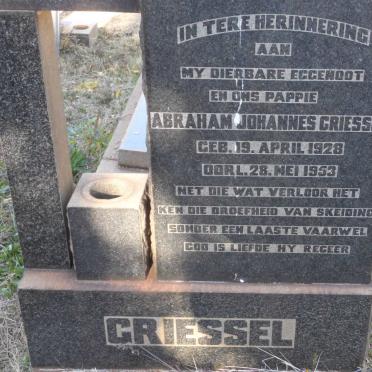 IN TERE HERINNERING
AAN
MY DIERBARE EGGENOOT
EN ONS PAPPIE
ABRAHAM JOHANNES GRIESS
GEB. 19. APRIL 1928
OORL. 28. MEI 1953
NET DIE WAT VERLOOR HET
KEN DIE DROEFHEID VAN SKEIDING
SONDER EEN LAASTE VAARWEL
GOD IS LIEFDE HY REGEER
GRIESSEL